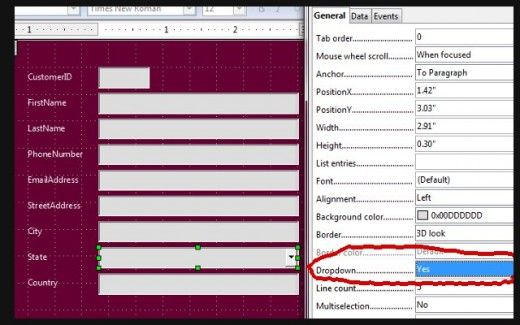 Times New Roman
12
1
1
2
CustomerID
FirstName
LastName
PhoneNumber
EmailAddress
StreetAddress
City
State
Country
General Data Events
Tab order 0
Mouse wheel scroll When focused
Anchor To Paragraph
PositionX 1.42"
PositionY 3.03"
Width 2.91"
Height 0.30"
List entries
Font (Default)
Alignment Left
Background color 0x00DDDDDD
Border 3D look
Border color Default
Dropdown Yes
Line count 5
Multiselection No